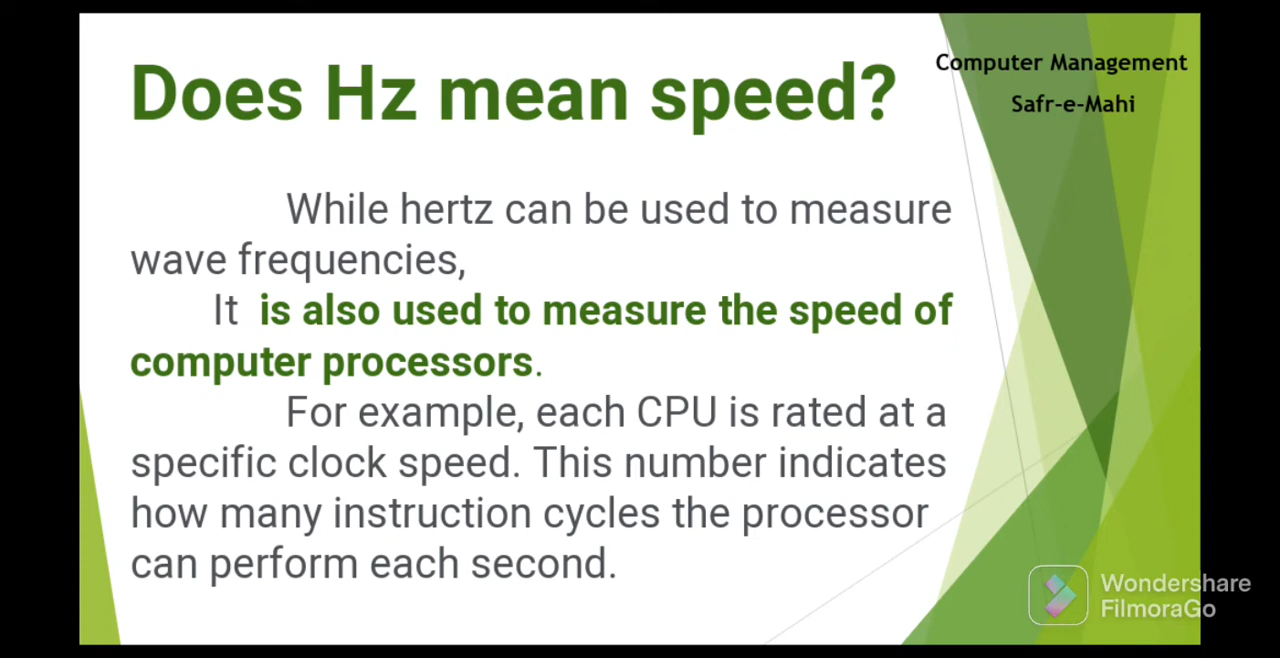 Does Hz mean speed?
Computer Management
Safr-e-Mahi
While hertz can be used to measure
wave frequencies,
It is also used to measure the speed of
computer processors.
For example, each CPU is rated at a
specific clock speed. This number indicates
how many instruction cycles the processor
can perform each second.
Wondershare
FilmoraGo